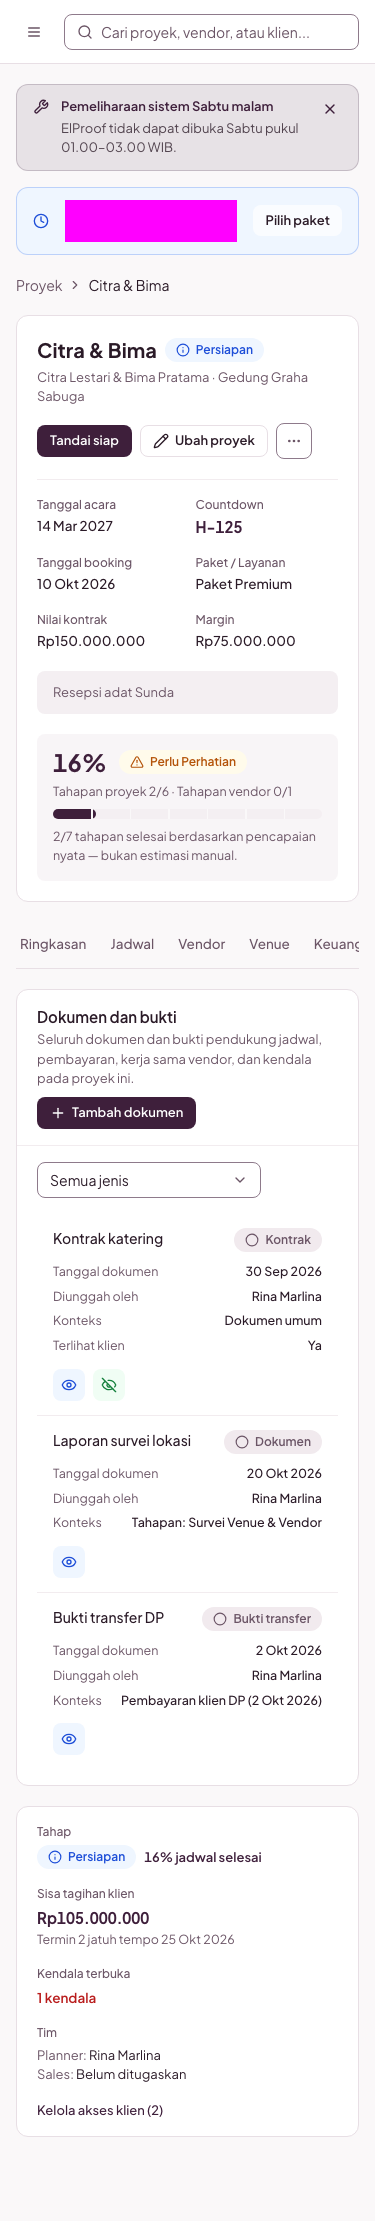 Cari proyek, vendor, atau klien...
Pemeliharaan sistem Sabtu malam
ElProof tidak dapat dibuka Sabtu pukul
01.00–03.00 WIB.
Pilih paket
Proyek > Citra & Bima
Citra & Bima
Persiapan
Citra Lestari & Bima Pratama · Gedung Graha
Sabuga
Tandai siap
Ubah proyek
Tanggal acara
14 Mar 2027
Countdown
H-125
Tanggal booking
10 Okt 2026
Paket / Layanan
Paket Premium
Nilai kontrak
Rp150.000.000
Margin
Rp75.000.000
Resepsi adat Sunda
16%
Perlu Perhatian
Tahapan proyek 2/6 · Tahapan vendor 0/1
2/7 tahapan selesai berdasarkan pencapaian
nyata — bukan estimasi manual.
Ringkasan
Jadwal
Vendor
Venue
Keuang
Dokumen dan bukti
Seluruh dokumen dan bukti pendukung jadwal,
pembayaran, kerja sama vendor, dan kendala
pada proyek ini.
Tambah dokumen
Semua jenis
Kontrak katering
Kontrak
Tanggal dokumen 30 Sep 2026
Diunggah oleh Rina Marlina
Konteks Dokumen umum
Terlihat klien Ya
Laporan survei lokasi
Dokumen
Tanggal dokumen 20 Okt 2026
Diunggah oleh Rina Marlina
Konteks Tahapan: Survei Venue & Vendor
Bukti transfer DP
Bukti transfer
Tanggal dokumen 2 Okt 2026
Diunggah oleh Rina Marlina
Konteks Pembayaran klien DP (2 Okt 2026)
Tahap
Persiapan
16% jadwal selesai
Sisa tagihan klien
Rp105.000.000
Termin 2 jatuh tempo 25 Okt 2026
Kendala terbuka
1 kendala
Tim
Planner: Rina Marlina
Sales: Belum ditugaskan
Kelola akses klien (2)